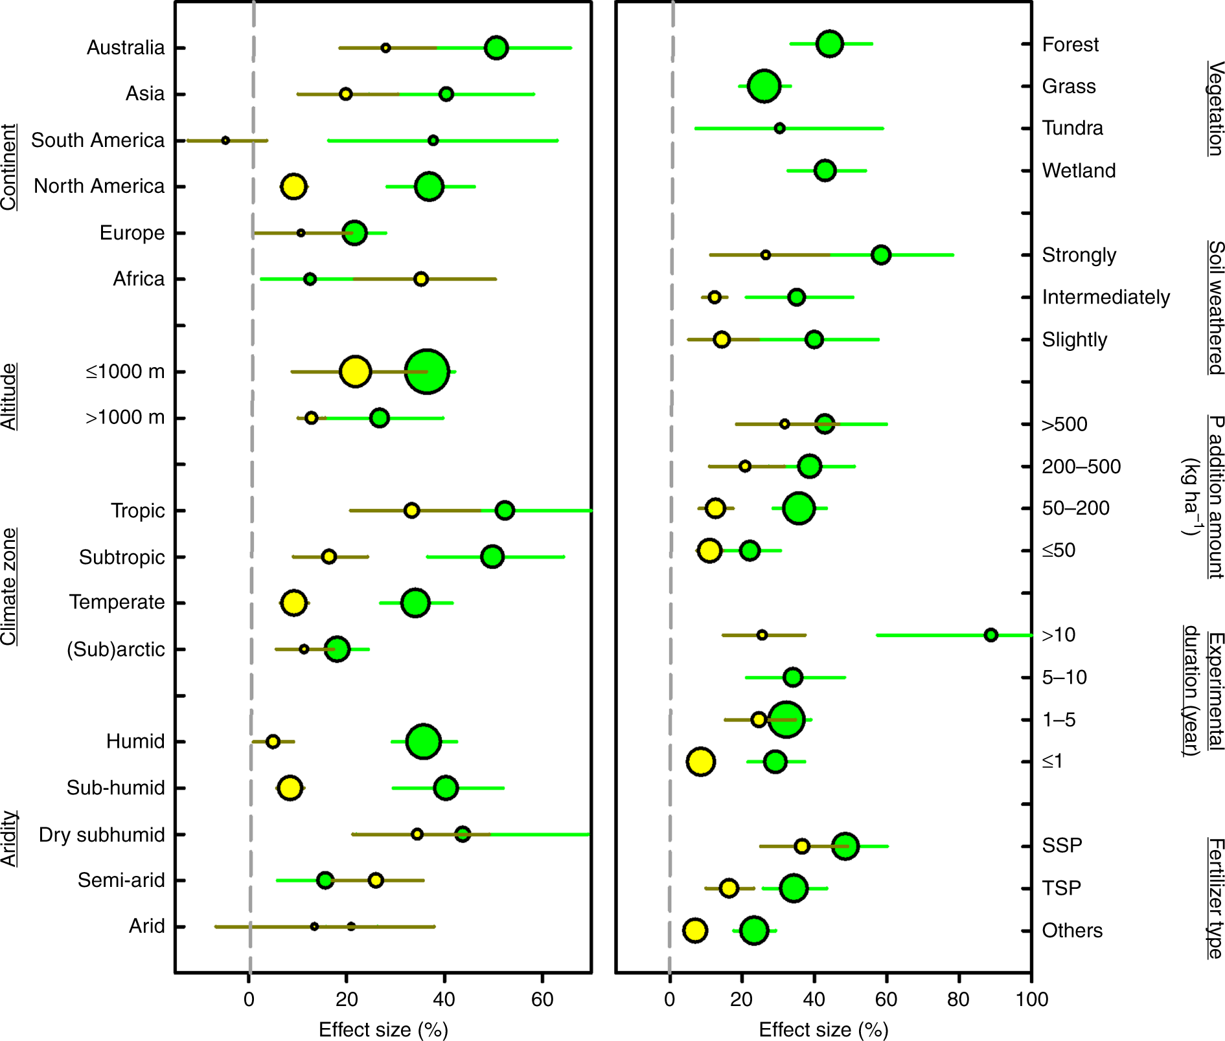 Continent
Australia
Asia
South America
North America
Europe
Africa
Altitude
≤1000 m
>1000 m
Climate zone
Tropic
Subtropic
Temperate
(Sub)arctic
Aridity
Humid
Sub-humid
Dry subhumid
Semi-arid
Arid
0 20 40 60
Effect size (%)
Vegetation
Forest
Grass
Tundra
Wetland
Soil weathered
Strongly
Intermediately
Slightly
P addition amount
(kg ha⁻¹)
>500
200–500
50–200
≤50
Experimental
duration (year)
>10
5–10
1–5
≤1
Fertilizer type
SSP
TSP
Others
0 20 40 60 80 100
Effect size (%)